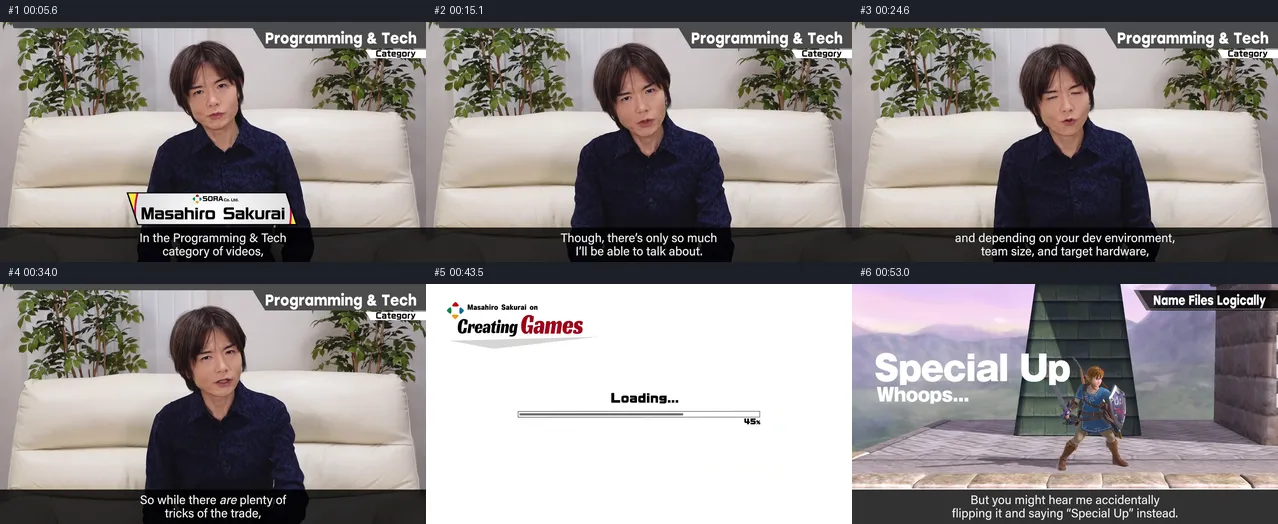 #1 00:05.6
Programming & Tech
Category
SORA Co. Ltd.
Masahiro Sakurai
In the Programming & Tech
category of videos,
#2 00:15.1
Programming & Tech
Category
Though, there's only so much
I'll be able to talk about.
#3 00:24.6
Programming & Tech
Category
and depending on your dev environment,
team size, and target hardware,
#4 00:34.0
Programming & Tech
Category
So while there are plenty of
tricks of the trade,
#5 00:43.5
Masahiro Sakurai on
Creating Games
Loading...
45%
#6 00:53.0
Name Files Logically
Special Up
Whoops...
But you might hear me accidentally
flipping it and saying “Special Up” instead.